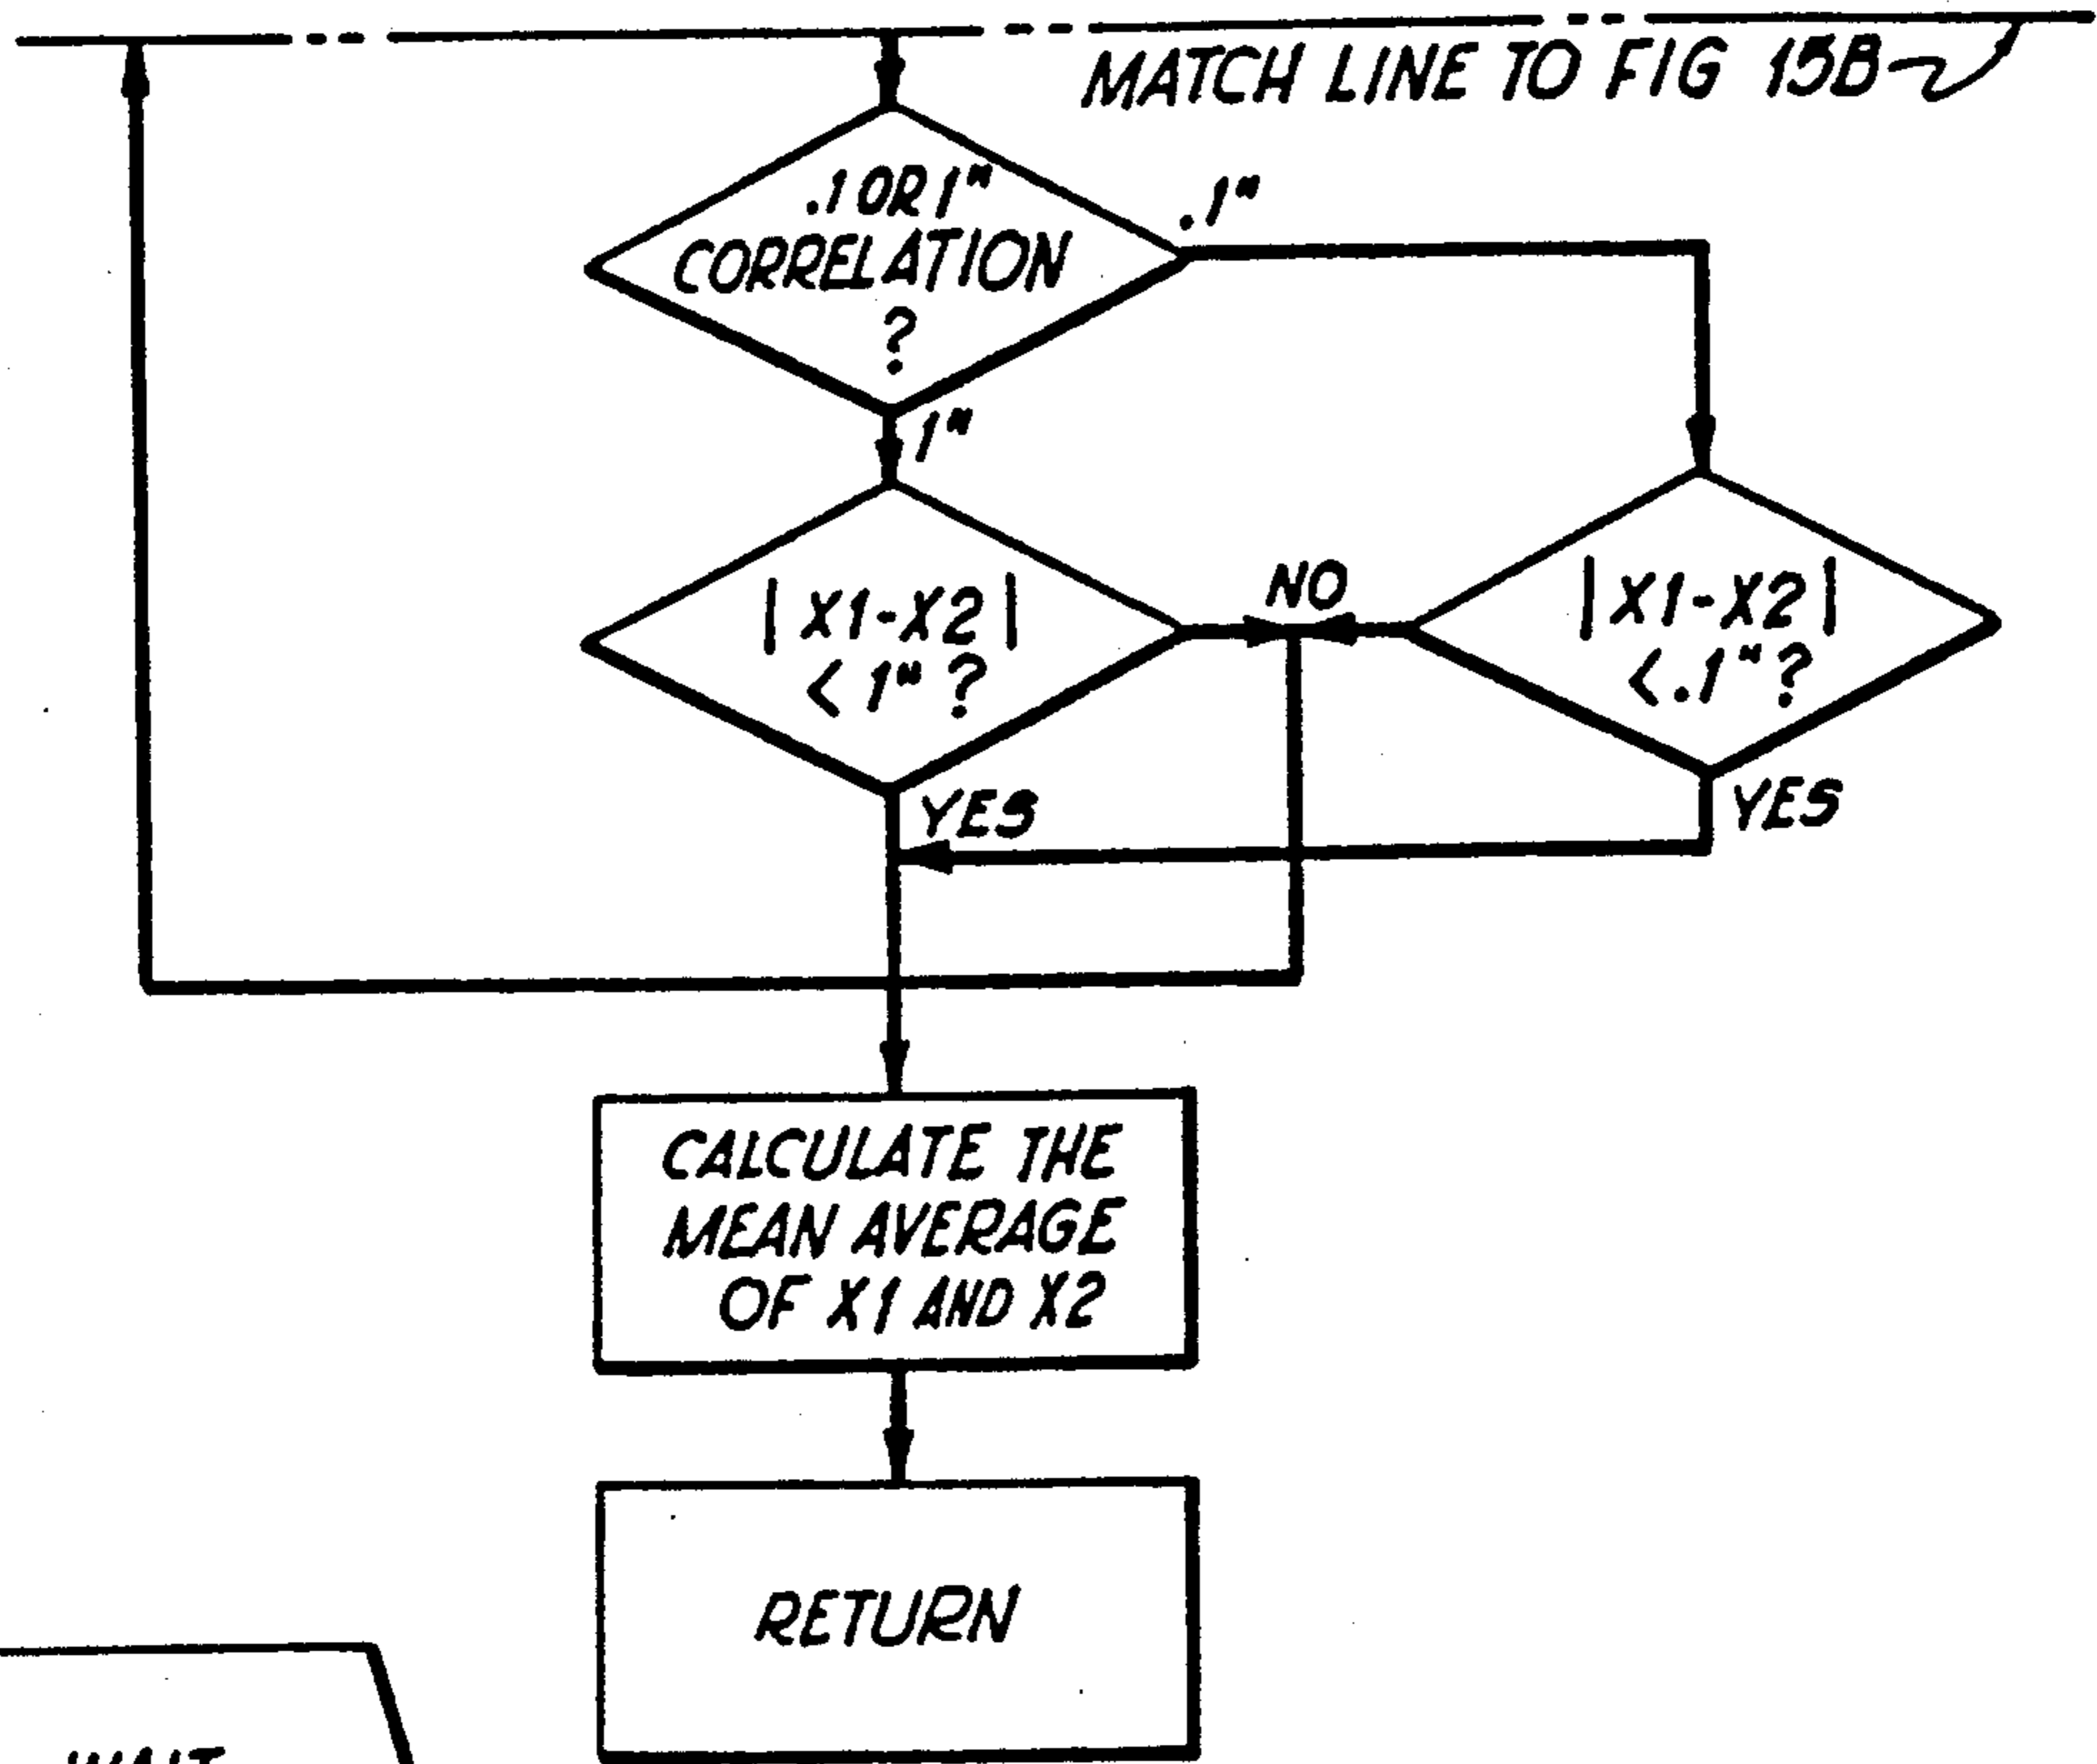 MATCH LINE TO FIG 15B
.1 OR 1"
CORRELATION
?
.1"
1"
|X1-X2|
< 1" ?
NO
|X1-X2|
< .1" ?
YES
YES
CALCULATE THE
MEAN AVERAGE
OF X1 AND X2
RETURN
WAIT